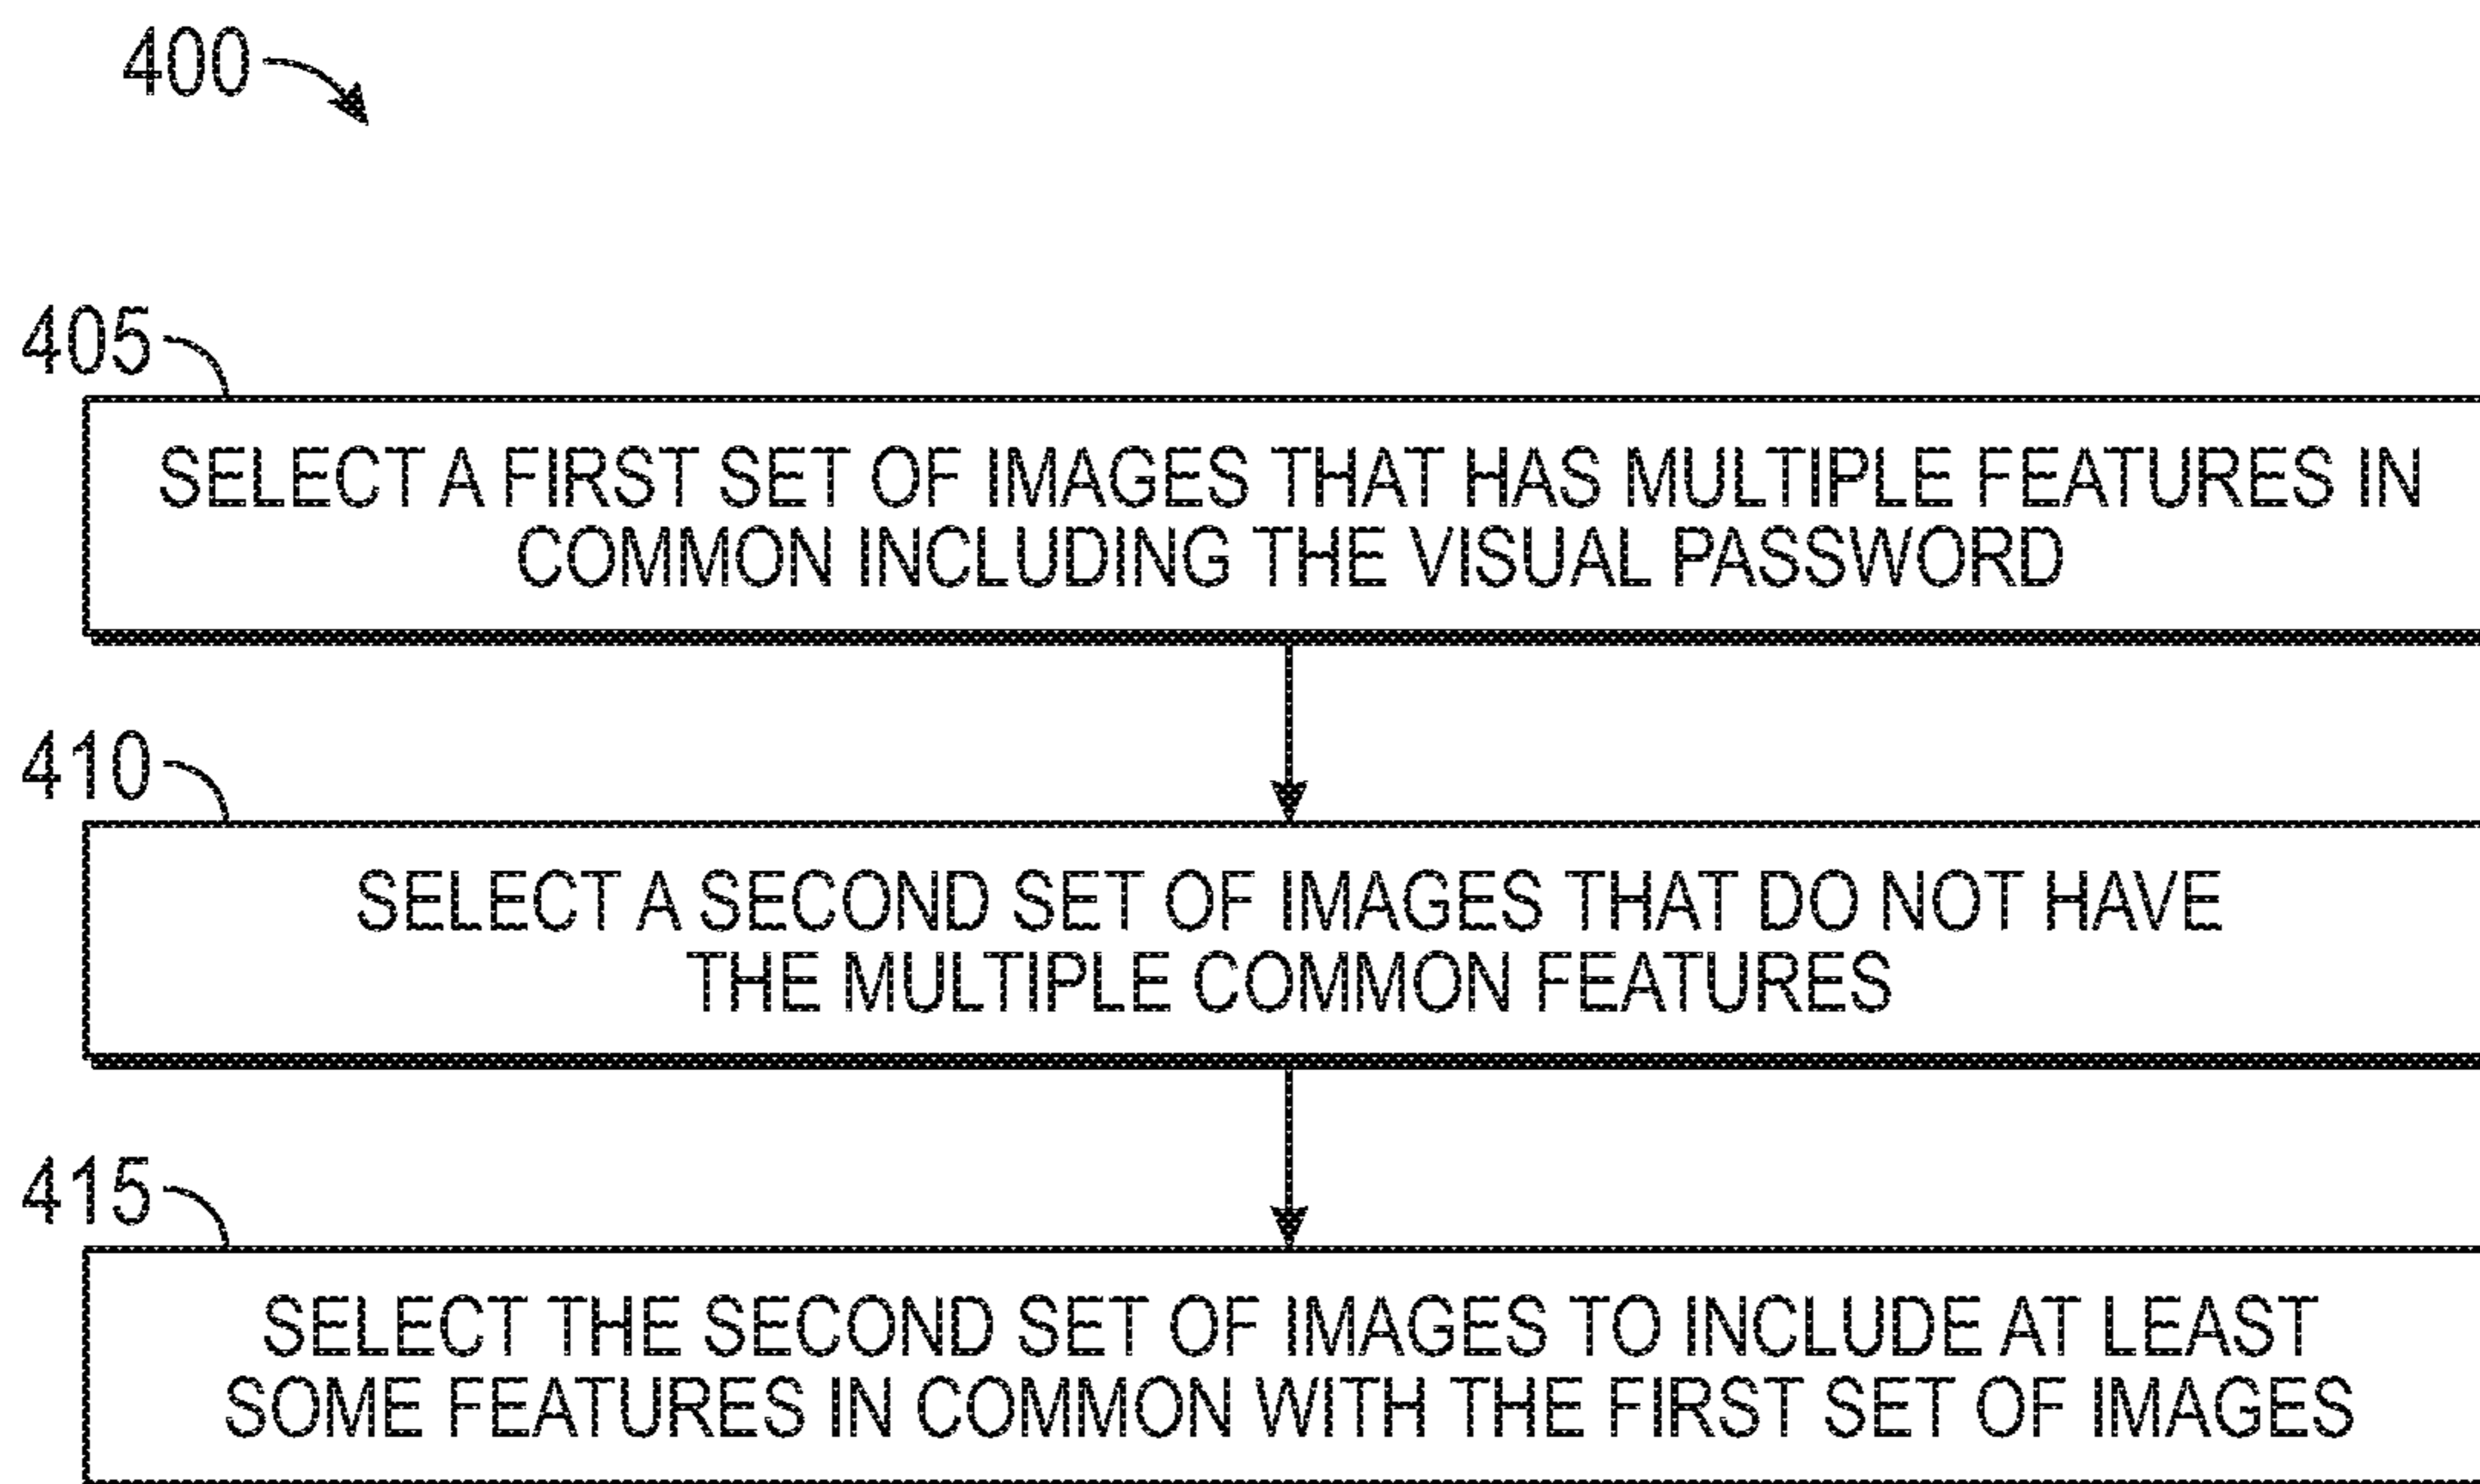 400
405
SELECT A FIRST SET OF IMAGES THAT HAS MULTIPLE FEATURES IN
COMMON INCLUDING THE VISUAL PASSWORD
410
SELECT A SECOND SET OF IMAGES THAT DO NOT HAVE
THE MULTIPLE COMMON FEATURES
415
SELECT THE SECOND SET OF IMAGES TO INCLUDE AT LEAST
SOME FEATURES IN COMMON WITH THE FIRST SET OF IMAGES